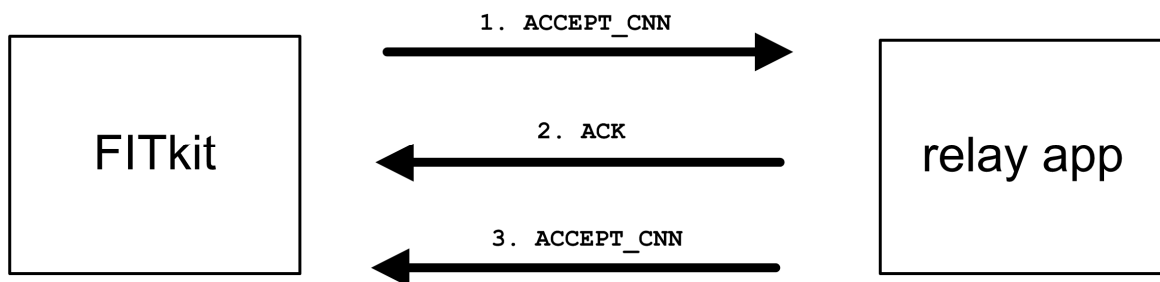 1. ACCEPT_CNN
FITkit
2. ACK
relay app
3. ACCEPT_CNN